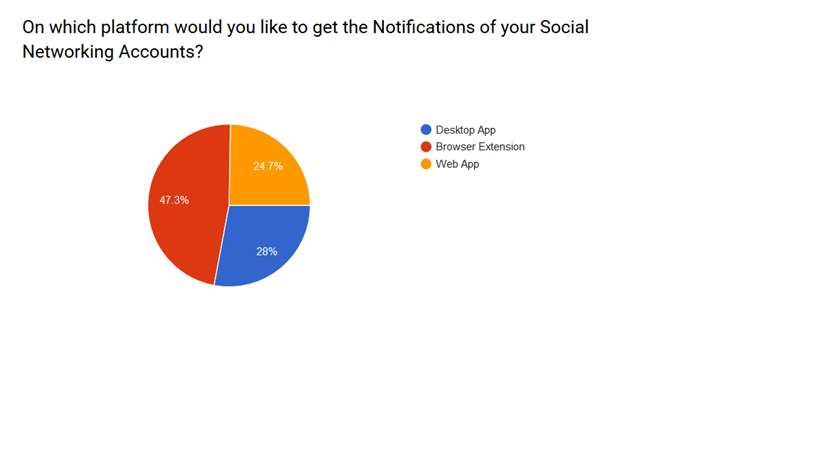 On which platform would you like to get the Notifications of your Social
Networking Accounts?
Desktop App
Browser Extension
Web App
24.7%
47.3%
28%